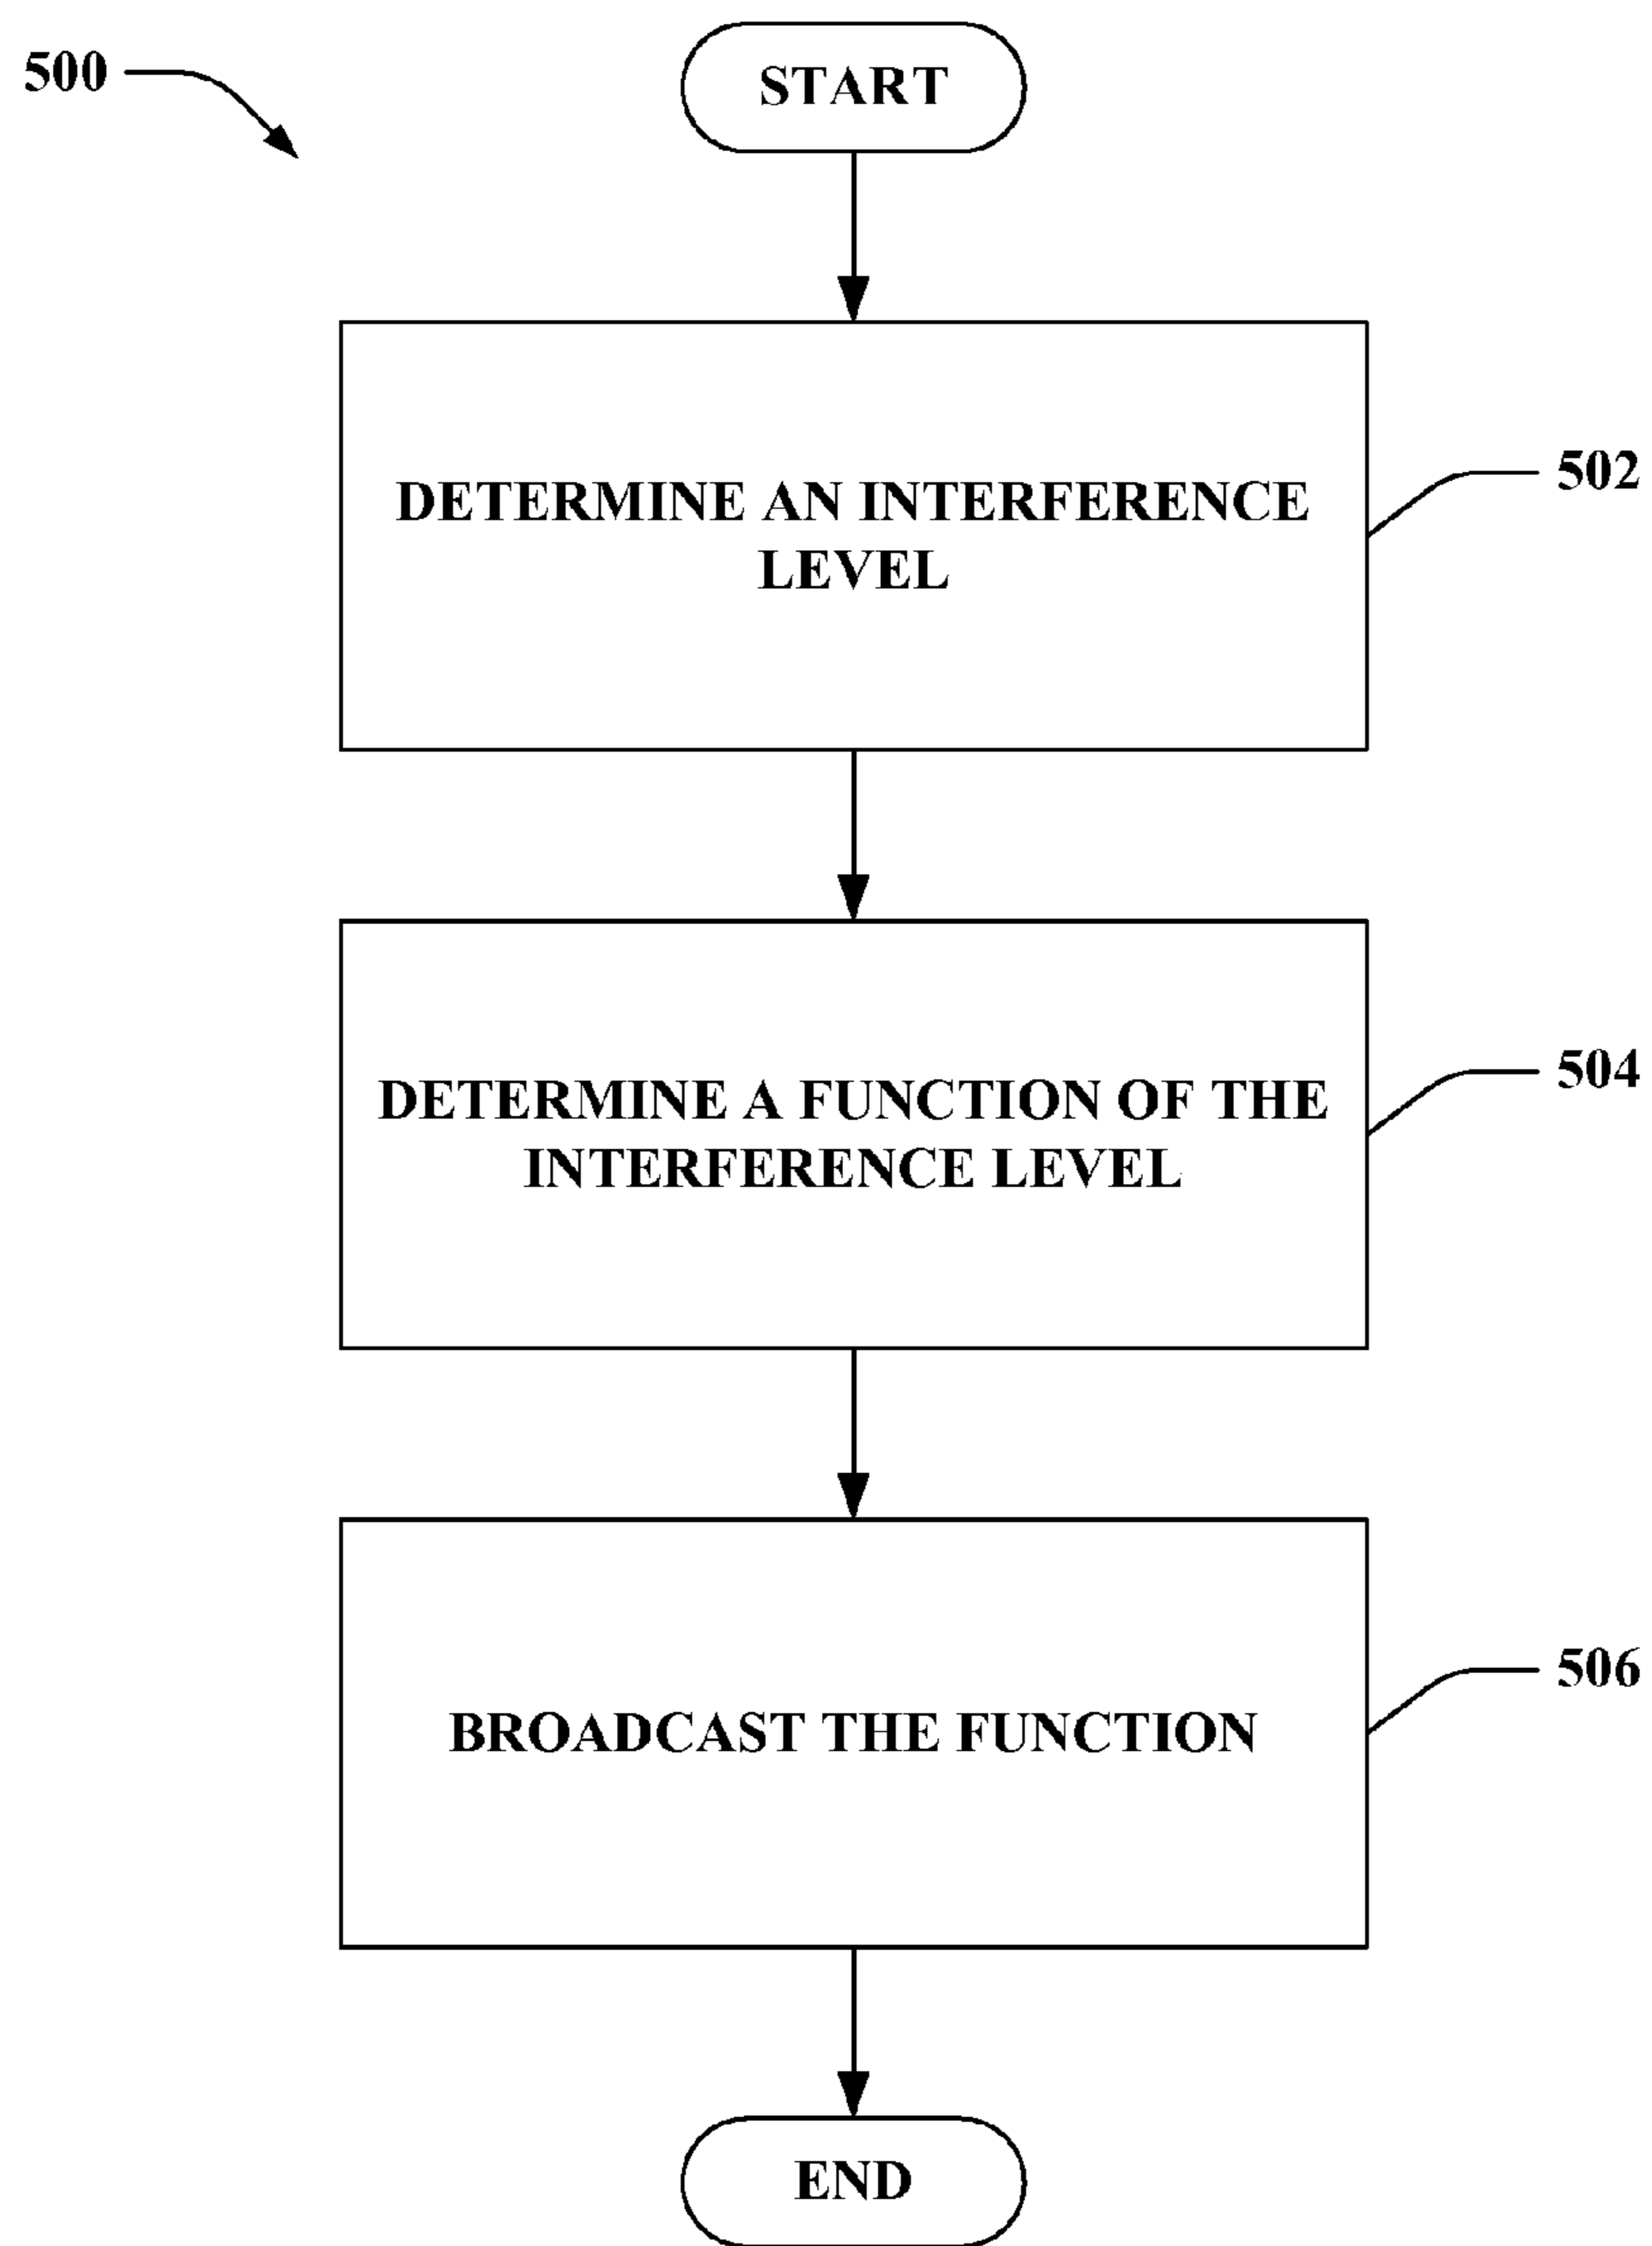 500
START
DETERMINE AN INTERFERENCE
LEVEL
502
DETERMINE A FUNCTION OF THE
INTERFERENCE LEVEL
504
BROADCAST THE FUNCTION
506
END